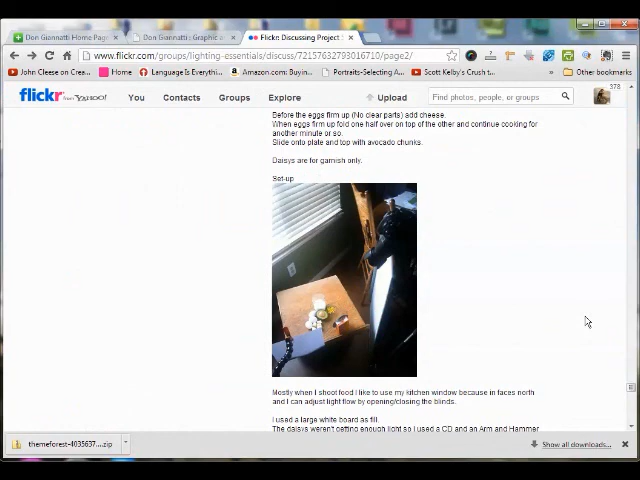 Don Giannatti Home Page
Don Giannatti's Graphic a
Flickr: Discussing Project
www.flickr.com/groups/lighting-essentials/discuss/72157632793016710/page2/
John Cleese on Crea...
Home
Language Is Everythi...
Amazon.com: Buyin...
Portraits-Selecting A...
Scott Kelby's Crush t...
»
Other bookmarks
flickr from YAHOO!
You
Contacts
Groups
Explore
Upload
Find photos, people, or groups
378
Before the eggs firm up (No clear parts) add cheese.
When eggs firm up fold one half over on top of the other and continue cooking for
another minute or so.
Slide onto plate and top with avocado chunks.
Daisys are for garnish only.
Set-up
Mostly when I shoot food I like to use my kitchen window because in faces north
and I can adjust light flow by opening/closing the blinds.
I used a large white board as fill.
The daisys weren't getting enough light so I used a CD and an Arm and Hammer
themeforest-4035637....zip
Show all downloads...